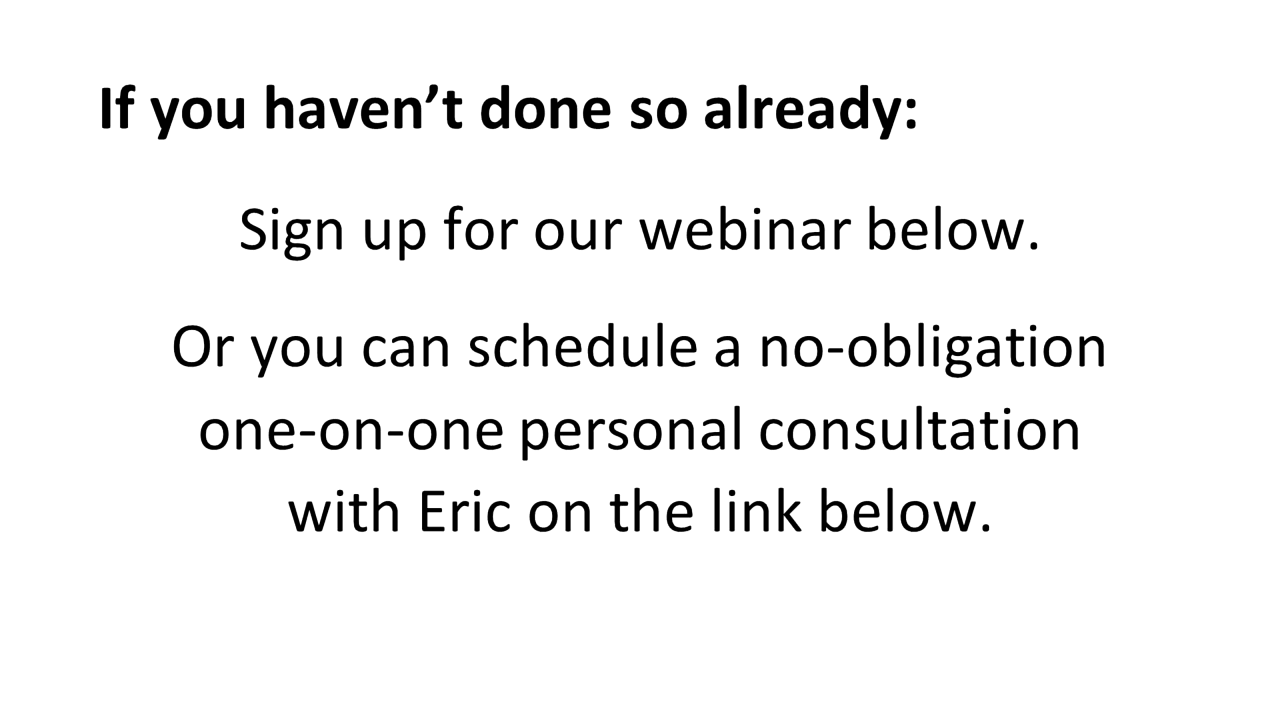 If you haven’t done so already:
Sign up for our webinar below.
Or you can schedule a no-obligation
one-on-one personal consultation
with Eric on the link below.